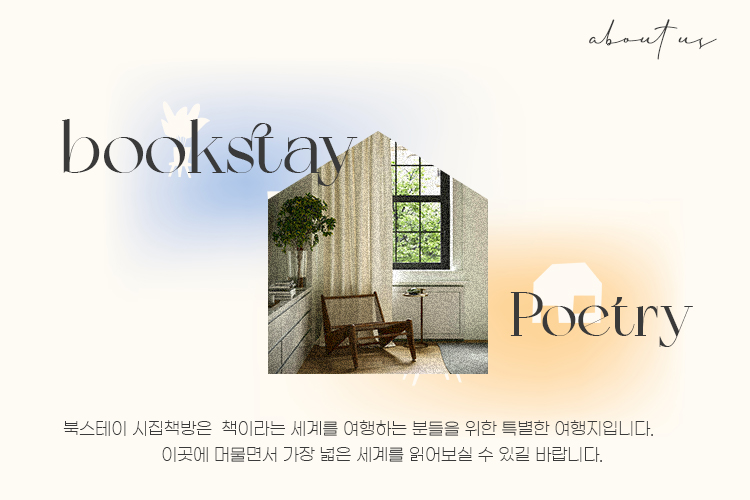 about us
bookstay
Poetry
북스테이 시집책방은 책이라는 세계를 여행하는 분들을 위한 특별한 여행지입니다.
이곳에 머물면서 가장 넓은 세계를 읽어보실 수 있길 바랍니다.